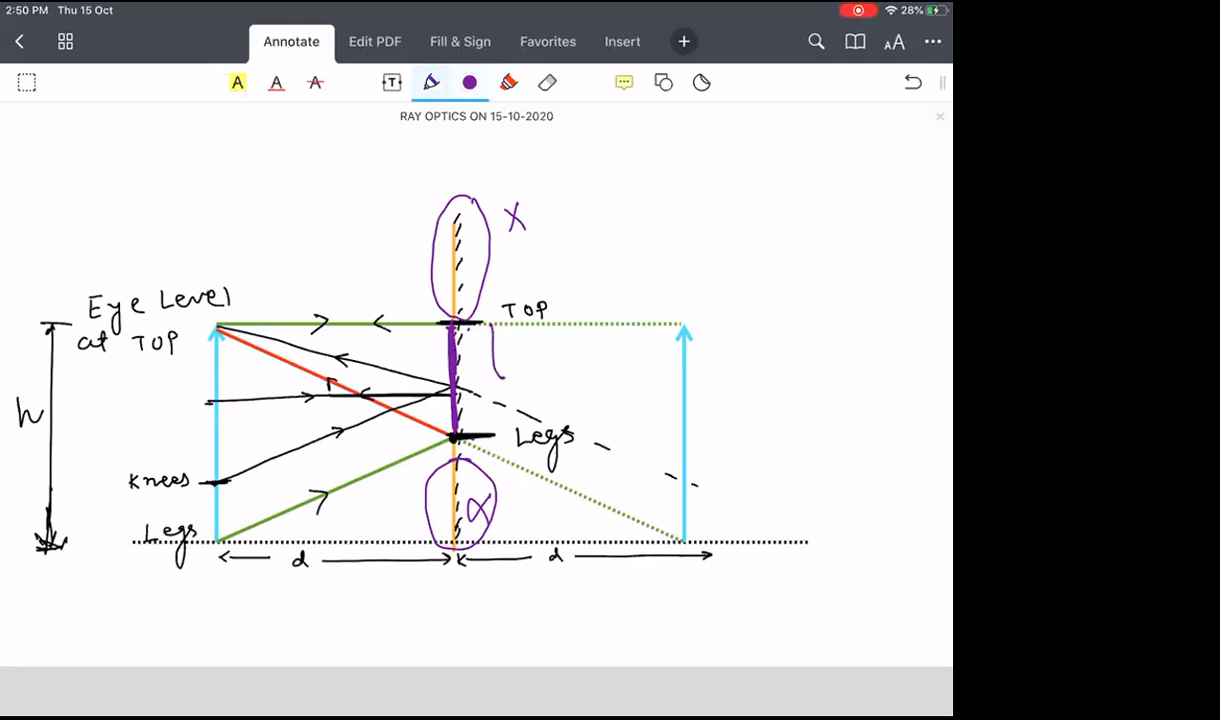 2:50 PM Thu 15 Oct
28%
Annotate Edit PDF Fill & Sign Favorites Insert +
AA
A A A T
RAY OPTICS ON 15-10-2020
X
Eye Level
at TOP
TOP
h
Legs
Knees
Legs
d d